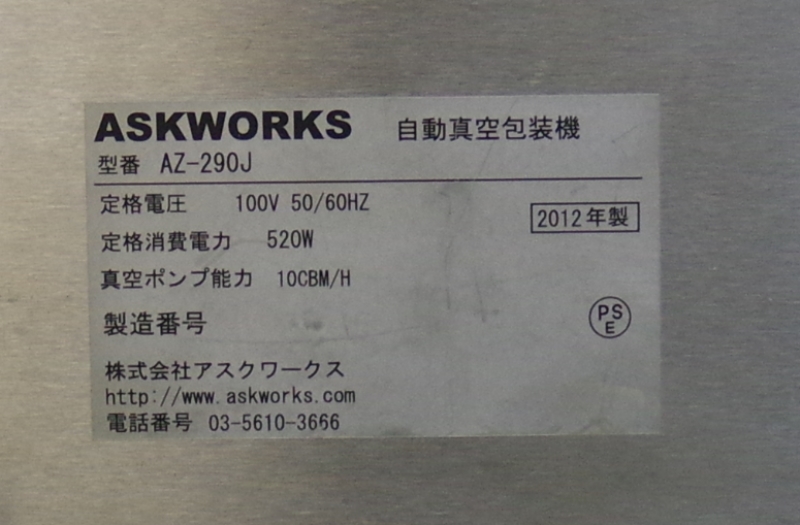 ASKWORKS 自動真空包装機
型番 AZ-290J
定格電圧 100V 50/60HZ
2012年製
定格消費電力 520W
真空ポンプ能力 10CBM/H
製造番号
PS
E
株式会社アスクワークス
http://www.askworks.com
電話番号 03-5610-3666